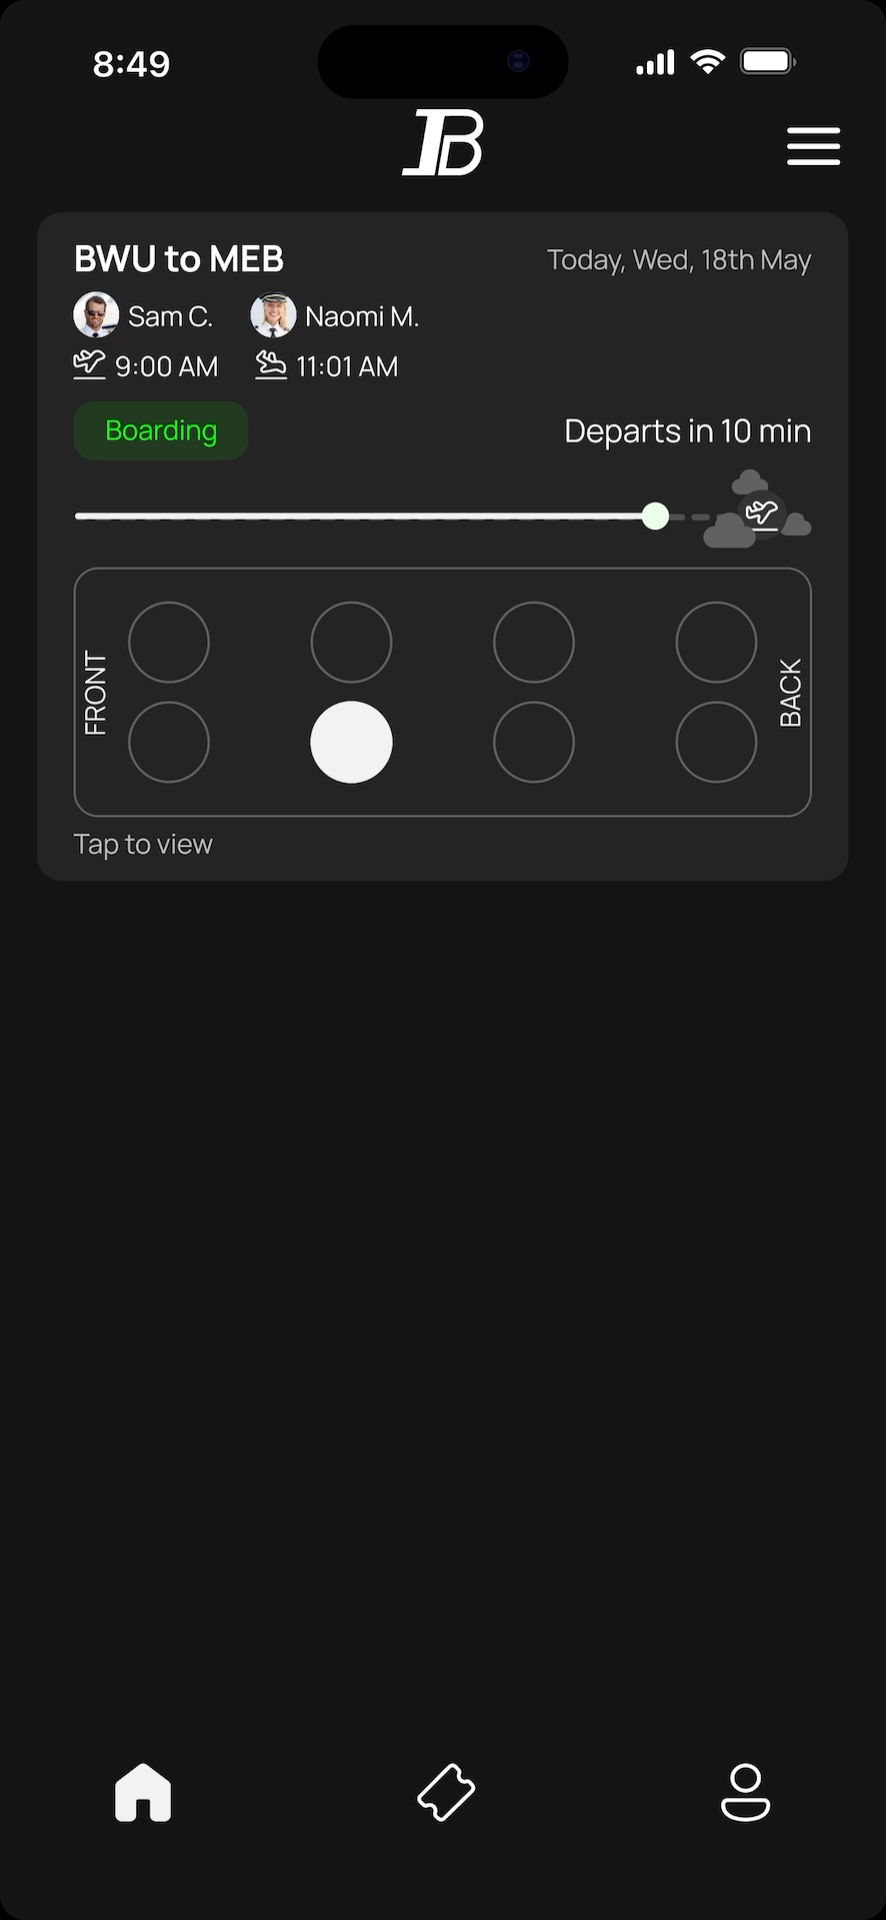 8:49
B
BWU to MEB
Today, Wed, 18th May
Sam C.
Naomi M.
9:00 AM
11:01 AM
Boarding
Departs in 10 min
FRONT
BACK
Tap to view